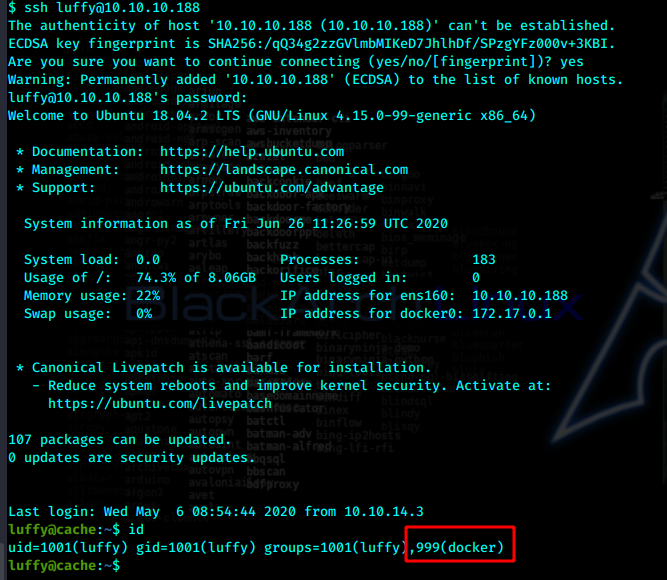 $ ssh luffy@10.10.10.188
The authenticity of host '10.10.10.188 (10.10.10.188)' can't be established.
ECDSA key fingerprint is SHA256:/qQ34g2zzGVlmbMIKeD7JhlhDf/SPzgYFz000v+3KBI.
Are you sure you want to continue connecting (yes/no/[fingerprint])? yes
Warning: Permanently added '10.10.10.188' (ECDSA) to the list of known hosts.
luffy@10.10.10.188's password:
Welcome to Ubuntu 18.04.2 LTS (GNU/Linux 4.15.0-99-generic x86_64)
* Documentation:  https://help.ubuntu.com
* Management:     https://landscape.canonical.com
* Support:        https://ubuntu.com/advantage
System information as of Fri Jun 26 11:26:59 UTC 2020
System load:  0.0               Processes:              183
Usage of /:   74.3% of 8.06GB   Users logged in:        0
Memory usage: 22%               IP address for ens160:  10.10.10.188
Swap usage:   0%                IP address for docker0: 172.17.0.1
* Canonical Livepatch is available for installation.
- Reduce system reboots and improve kernel security. Activate at:
https://ubuntu.com/livepatch
107 packages can be updated.
0 updates are security updates.
Last login: Wed May  6 08:54:44 2020 from 10.10.14.3
luffy@cache:~$ id
uid=1001(luffy) gid=1001(luffy) groups=1001(luffy),999(docker)
luffy@cache:~$